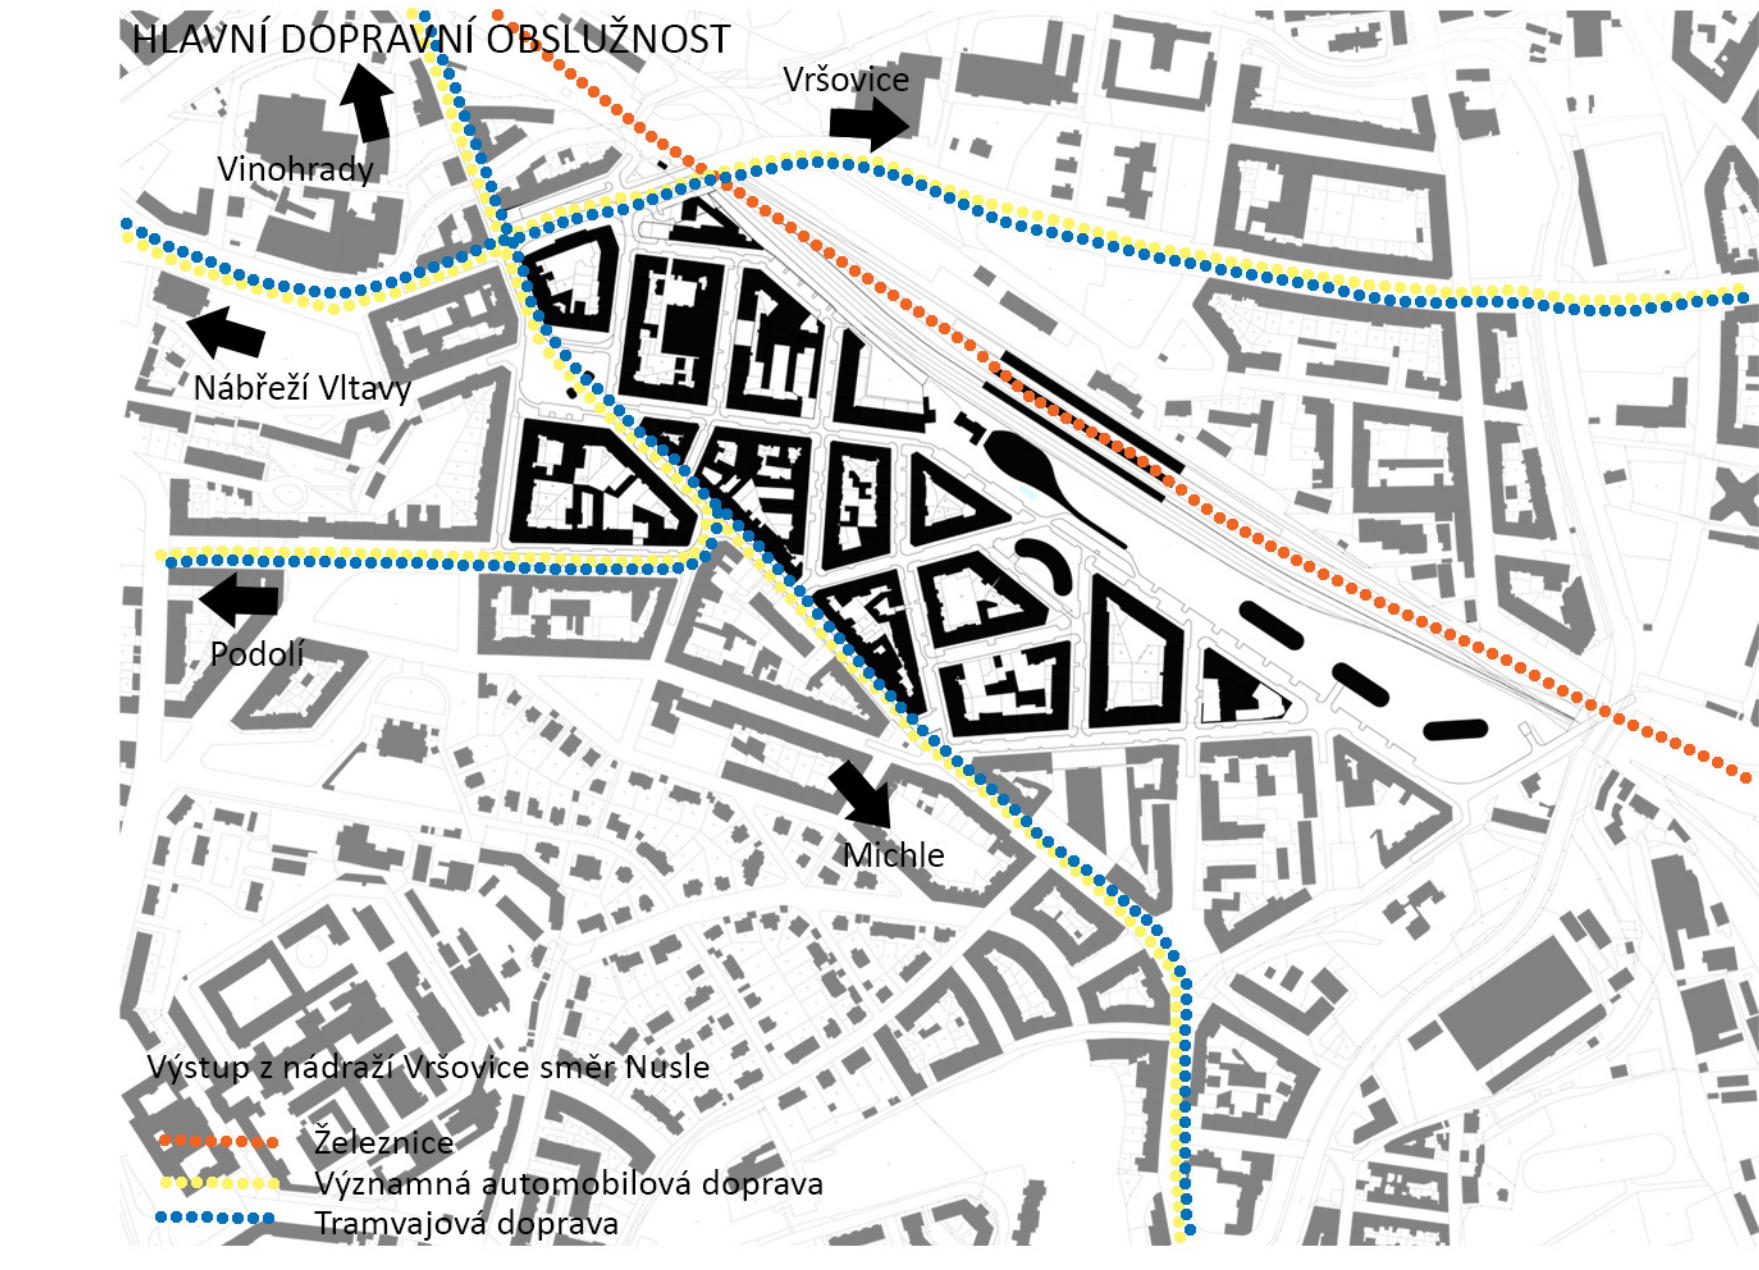 HLAVNÍ DOPRAVNÍ OBSLUŽNOST
Vršovice
Vinohrady
Nábřeží Vltavy
Podolí
Michle
Výstup z nádraží Vršovice směr Nusle
Železnice
Významná automobilová doprava
Tramvajová doprava